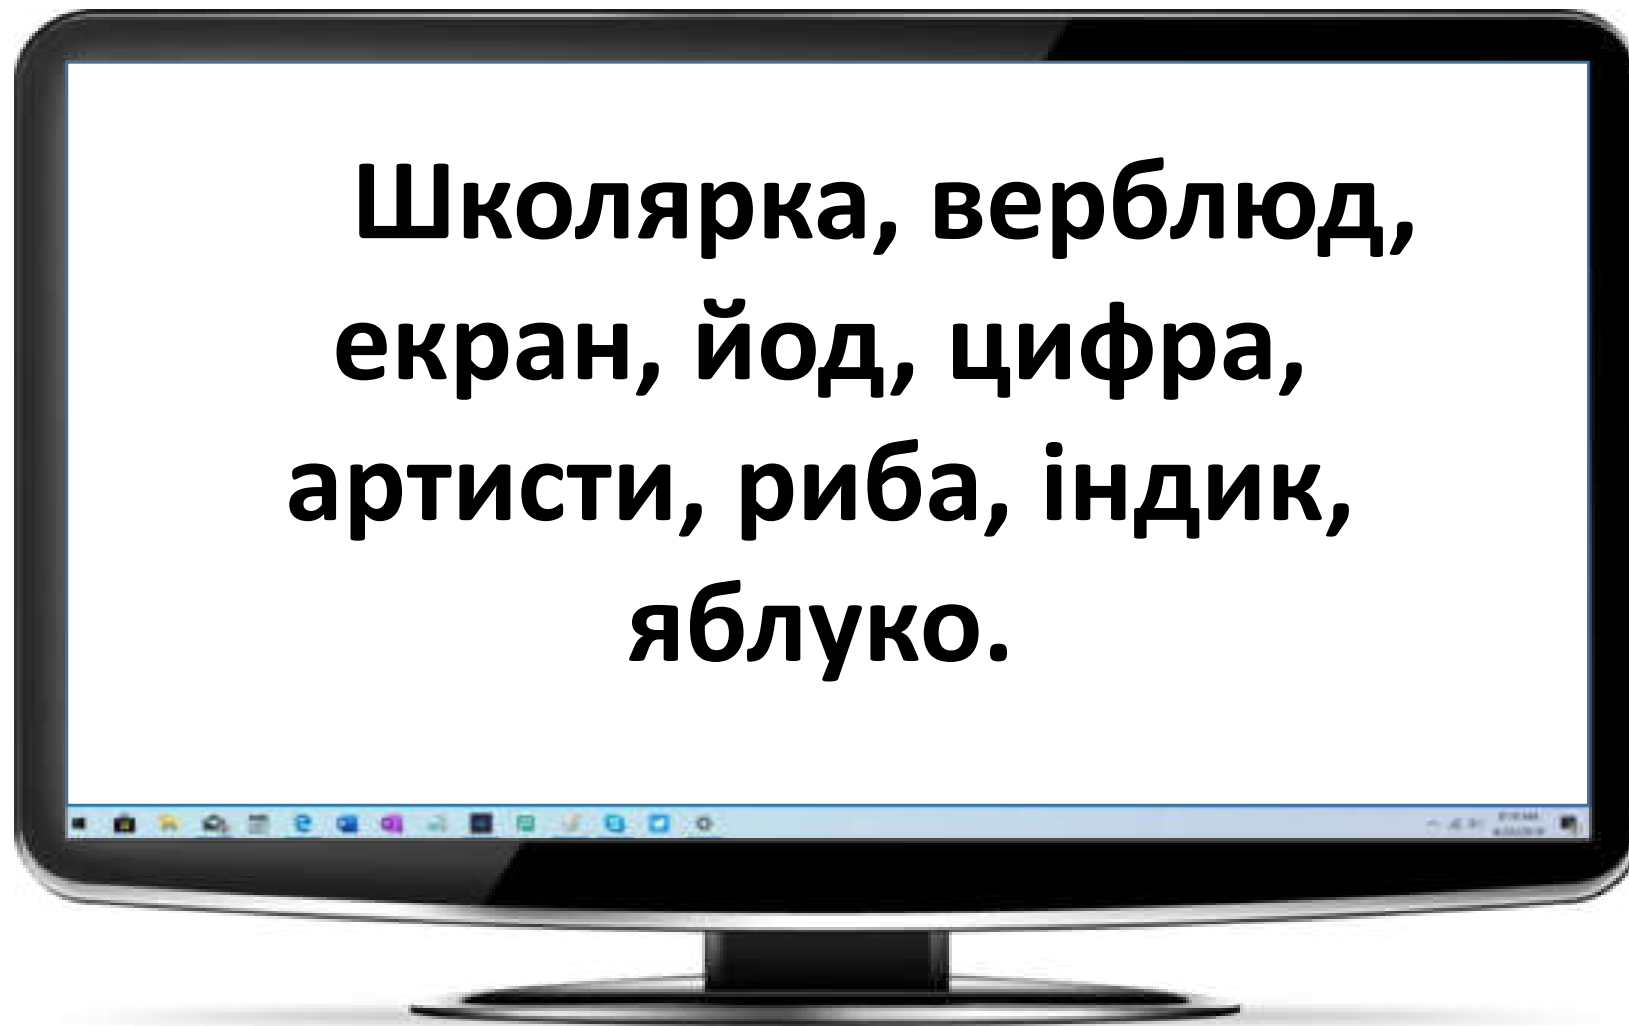 Школярка, верблюд,
екран, йод, цифра,
артисти, риба, індик,
яблуко.